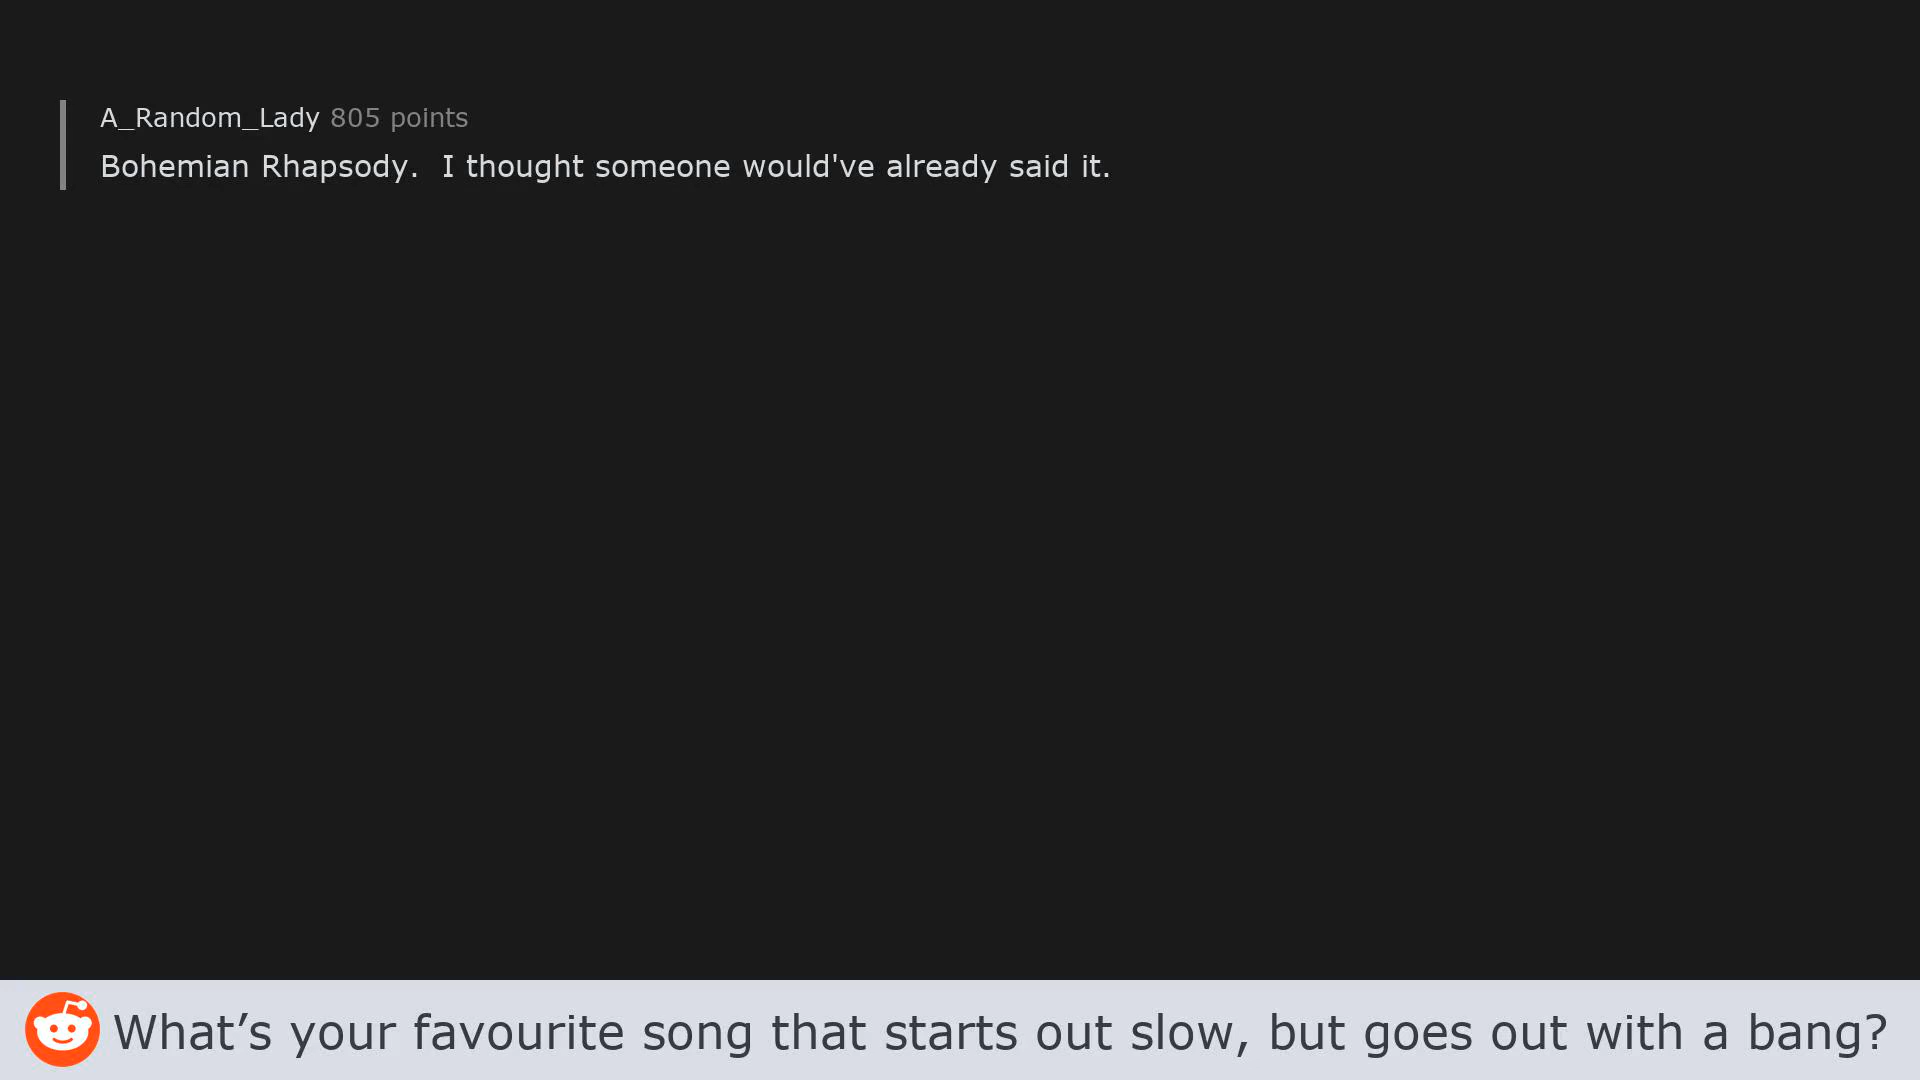 A_Random_Lady 805 points
Bohemian Rhapsody.  I thought someone would've already said it.
What’s your favourite song that starts out slow, but goes out with a bang?